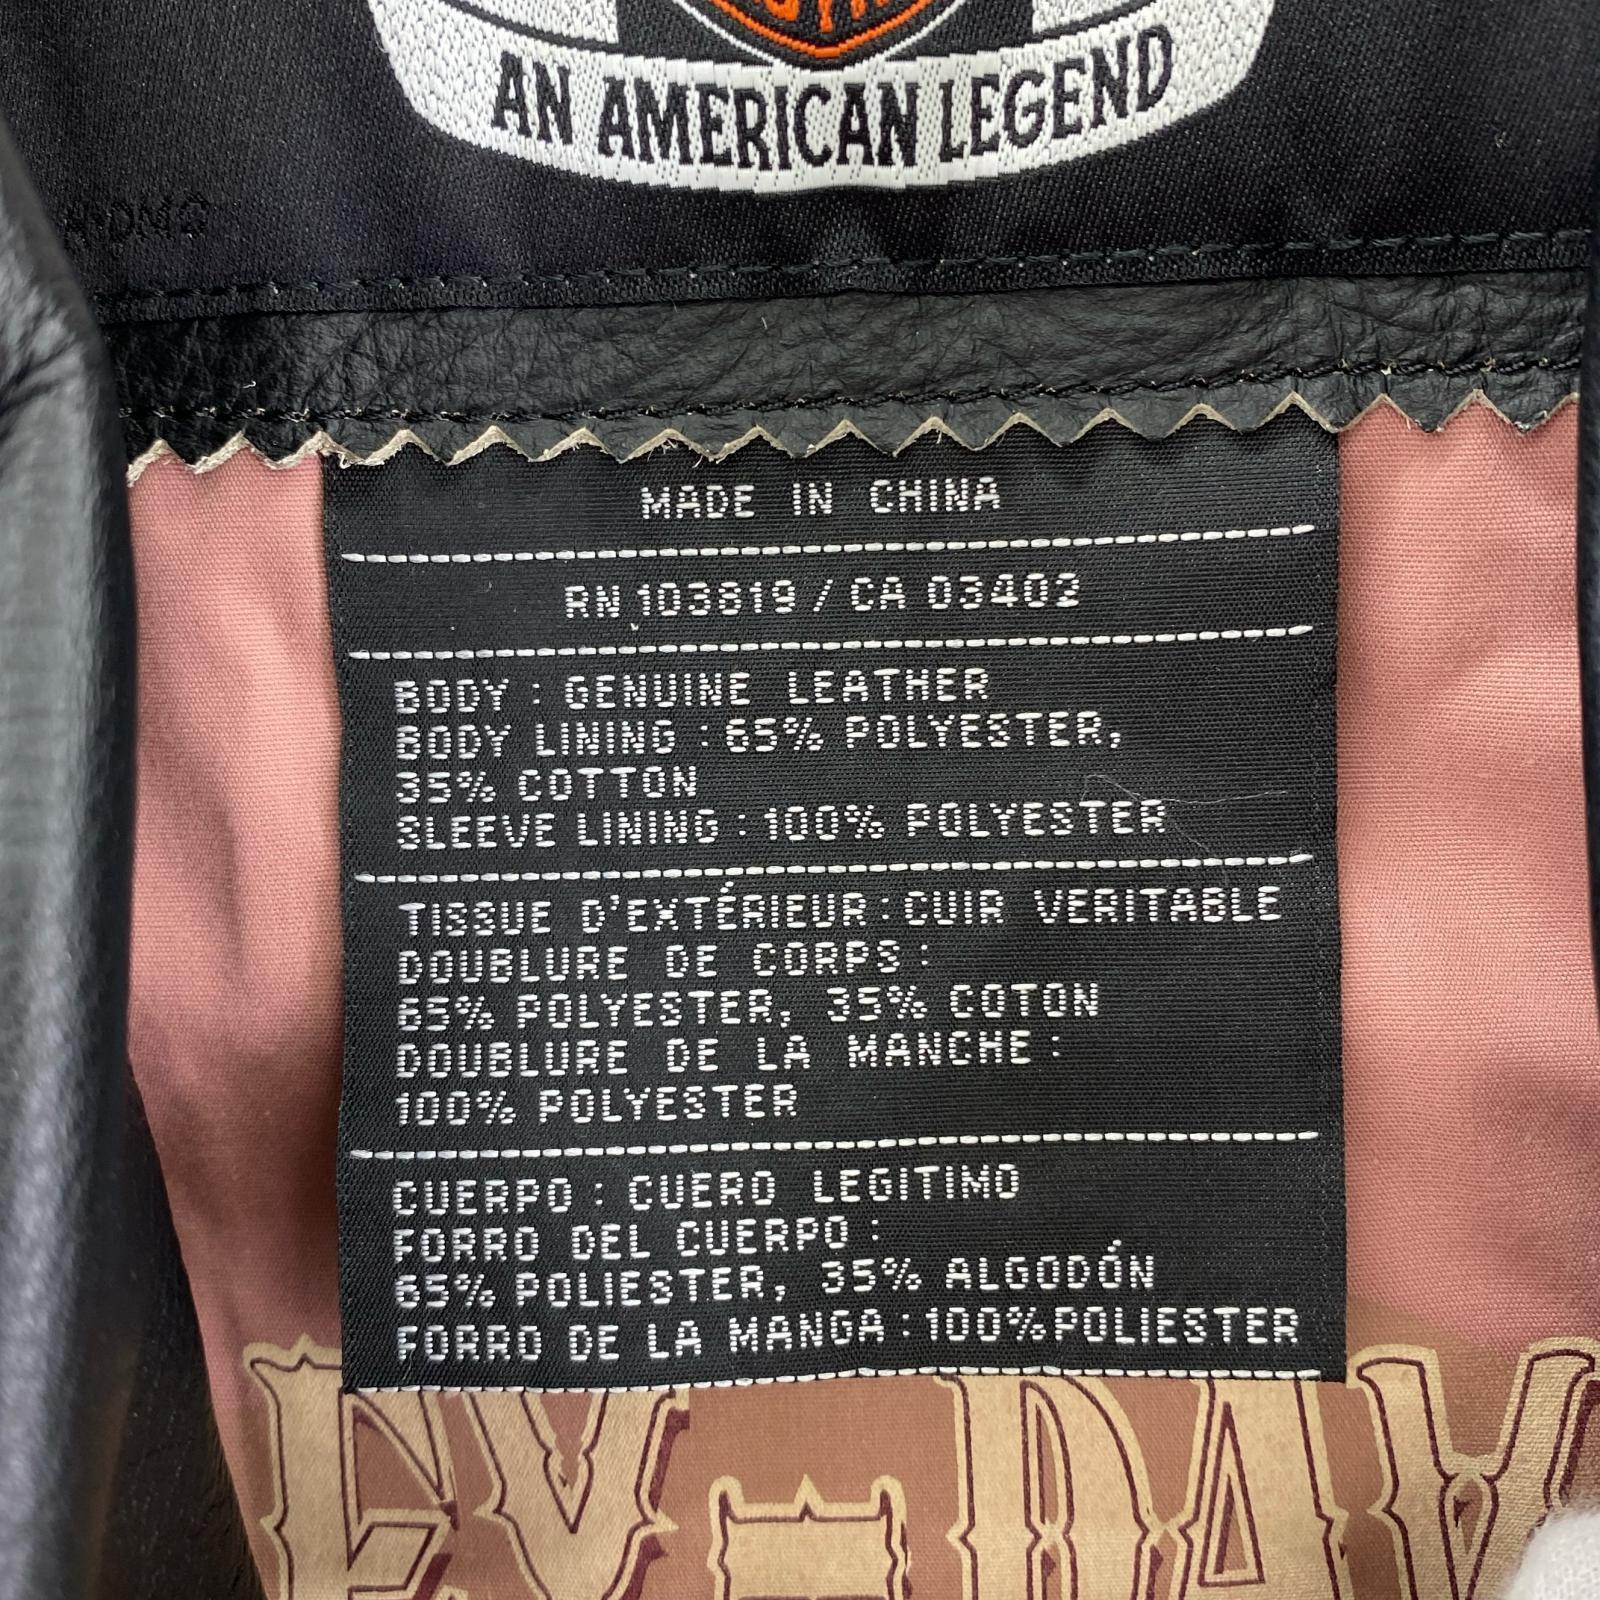 AN AMERICAN LEGEND
MADE IN CHINA
RN 103819 / CA 03402
BODY : GENUINE LEATHER
BODY LINING : 65% POLYESTER,
35% COTTON
SLEEVE LINING : 100% POLYESTER
TISSUE D'EXTÉRIEUR : CUIR VERITABLE
DOUBLURE DE CORPS :
65% POLYESTER, 35% COTON
DOUBLURE DE LA MANCHE :
100% POLYESTER
CUERPO : CUERO LEGITIMO
FORRO DEL CUERPO :
65% POLIESTER, 35% ALGODÓN
FORRO DE LA MANGA : 100% POLIESTER